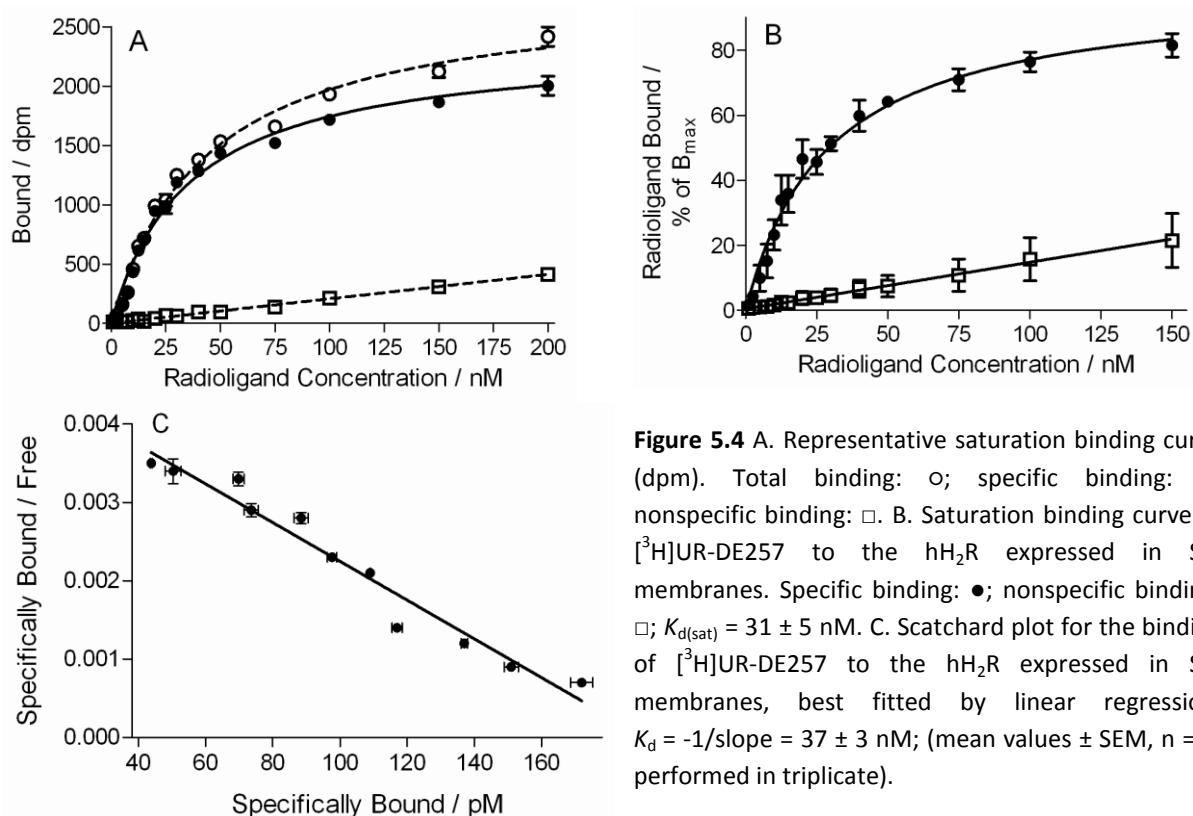 A
2500
2000
1500
1000
500
0
Bound / dpm
0 25 50 75 100 125 150 175 200
Radioligand Concentration / nM
B
80
60
40
20
0
Radioligand Bound /
% of Bmax
0 25 50 75 100 125 150
Radioligand Concentration / nM
C
0.004
0.003
0.002
0.001
0.000
Specifically Bound / Free
40 60 80 100 120 140 160
Specifically Bound / pM
Figure 5.4 A. Representative saturation binding cur
(dpm). Total binding: ○; specific binding:
nonspecific binding: □. B. Saturation binding curve
[³H]UR-DE257 to the hH₂R expressed in S
membranes. Specific binding: ●; nonspecific bindin
□; Kd(sat) = 31 ± 5 nM. C. Scatchard plot for the bindi
of [³H]UR-DE257 to the hH₂R expressed in S
membranes, best fitted by linear regressio
Kd = -1/slope = 37 ± 3 nM; (mean values ± SEM, n =
performed in triplicate).